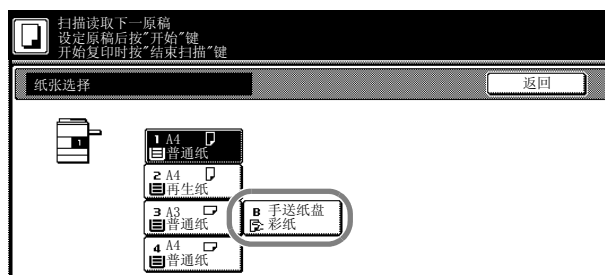 扫描读取下一原稿
设定原稿后按"开始"键
开始复印时按"结束扫描"键
纸张选择
返回
1
1 A4
普通纸
2 A4
再生纸
3 A3
普通纸
B 手送纸盘
彩纸
4 A4
普通纸